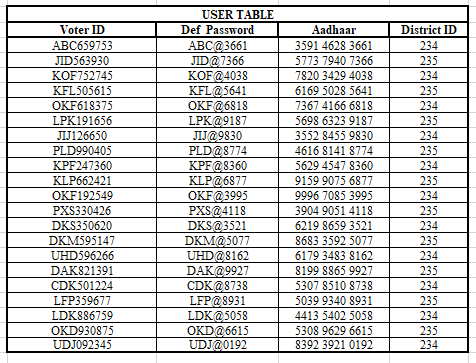 USER TABLE
Voter ID Def_Password Aadhaar District ID
ABC659753 ABC@3661 3591 4628 3661 234
JID563930 JID@7366 5773 7940 7366 235
KOF752745 KOF@4038 7820 3429 4038 234
KFL505615 KFL@5641 6169 5028 5641 235
OKF618375 OKF@6818 7367 4166 6818 234
LPK191656 LPK@9187 5698 6323 9187 235
JIJ126650 JIJ@9830 3552 8455 9830 234
PLD990405 PLD@8774 4616 8141 8774 235
KPF247360 KPF@8360 5629 4547 8360 234
KLP662421 KLP@6877 9159 9075 6877 235
OKF192549 OKF@3995 9996 7085 3995 234
PXS330426 PXS@4118 3904 9051 4118 235
DKS350620 DKS@3521 6219 8659 3521 234
DKM595147 DKM@5077 8683 3592 5077 235
UHD596266 UHD@8162 6179 3483 8162 234
DAK821391 DAK@9927 8199 8865 9927 235
CDK501224 CDK@8738 5307 8510 8738 234
LFP359677 LFP@8931 5039 9340 8931 235
LDK886759 LDK@5058 4413 5402 5058 234
OKD930875 OKD@6615 5308 9629 6615 235
UDJ092345 UDJ@0192 8392 3921 0192 234